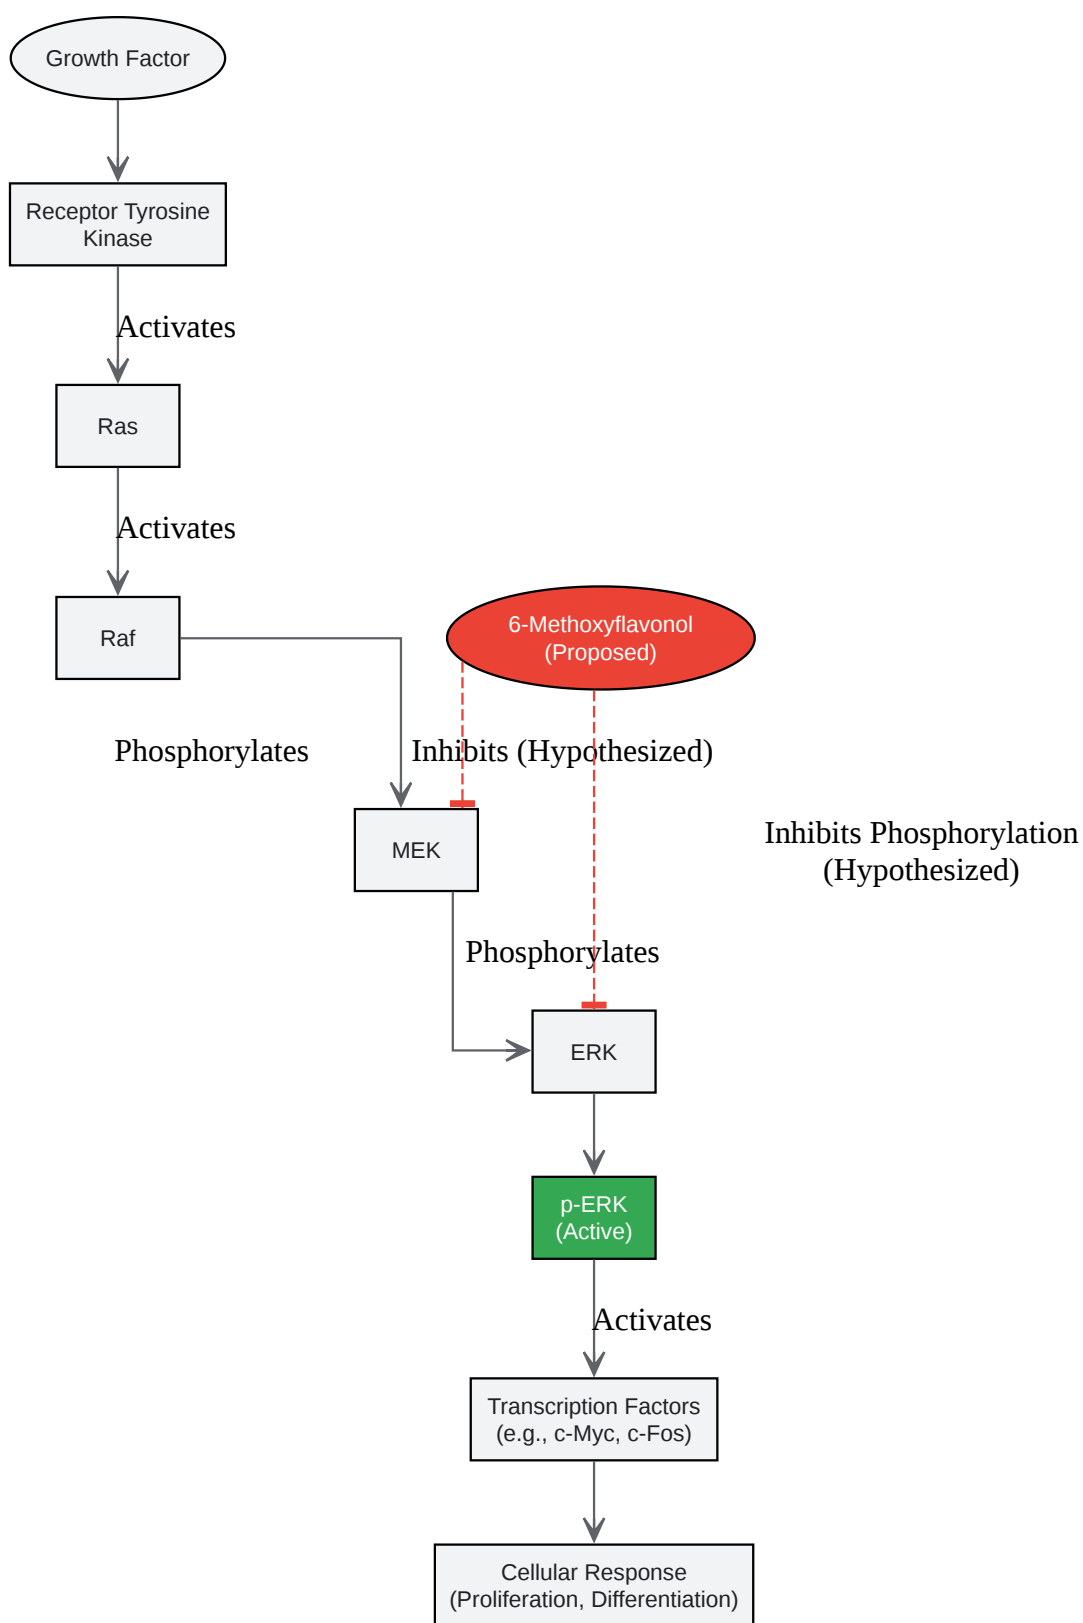 Growth Factor
Receptor Tyrosine
Kinase
Activates
Ras
Activates
Raf
6-Methoxyflavonol
(Proposed)
Phosphorylates
Inhibits (Hypothesized)
MEK
Inhibits Phosphorylation
(Hypothesized)
Phosphorylates
ERK
p-ERK
(Active)
Activates
Transcription Factors
(e.g., c-Myc, c-Fos)
Cellular Response
(Proliferation, Differentiation)